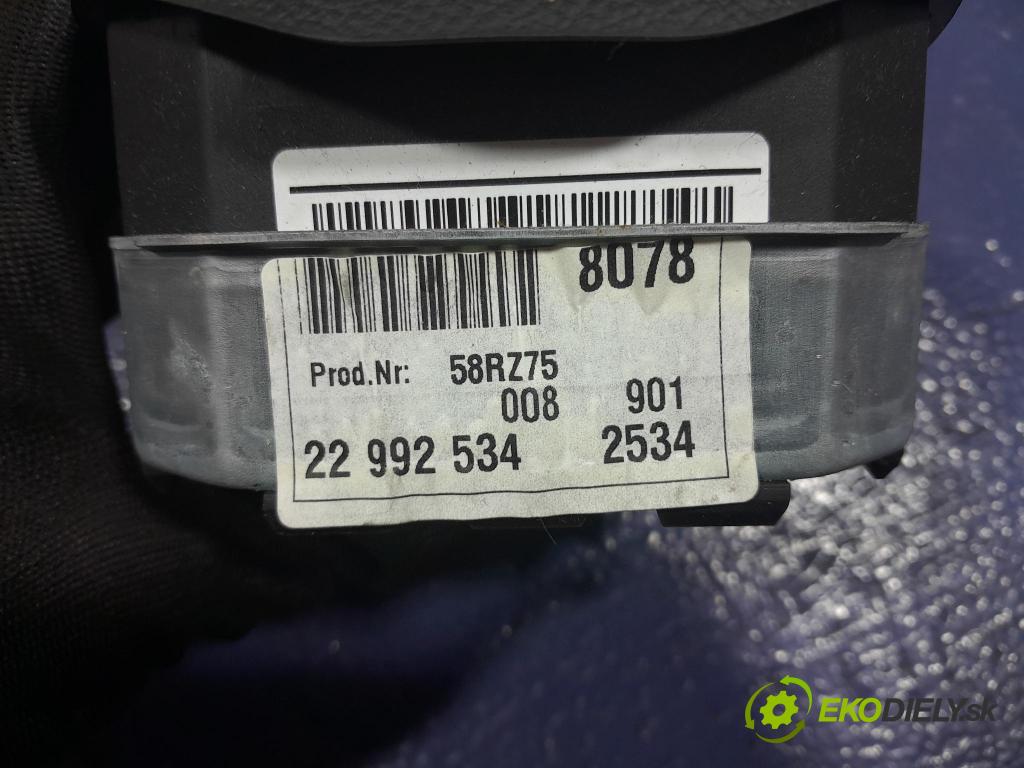 8078
Prod.Nr: 58RZ75
008 901
22 992 534 2534
EKODIELY.sk